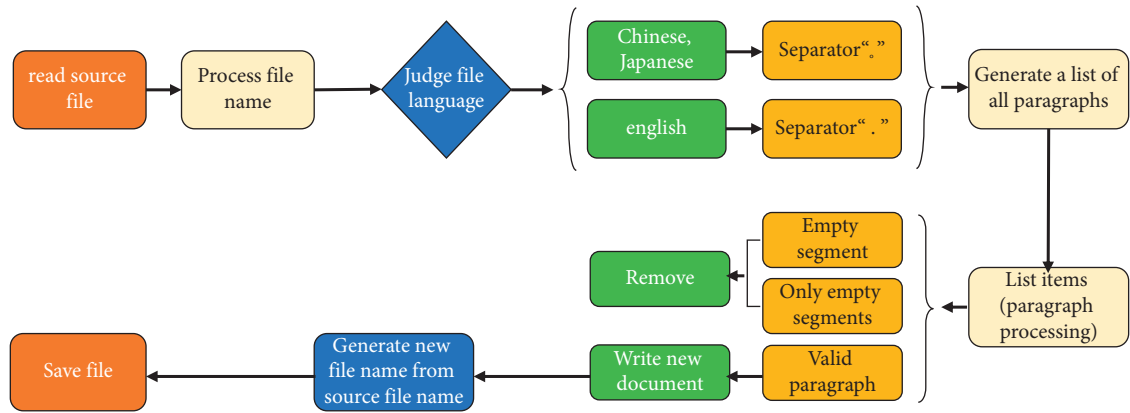 read source
file
Process file
name
Judge file
language
Chinese,
Japanese
Separator“。”
english
Separator“ . ”
Generate a list of
all paragraphs
Empty
segment
Remove
Only empty
segments
List items
(paragraph
processing)
Valid
paragraph
Write new
document
Generate new
file name from
source file name
Save file